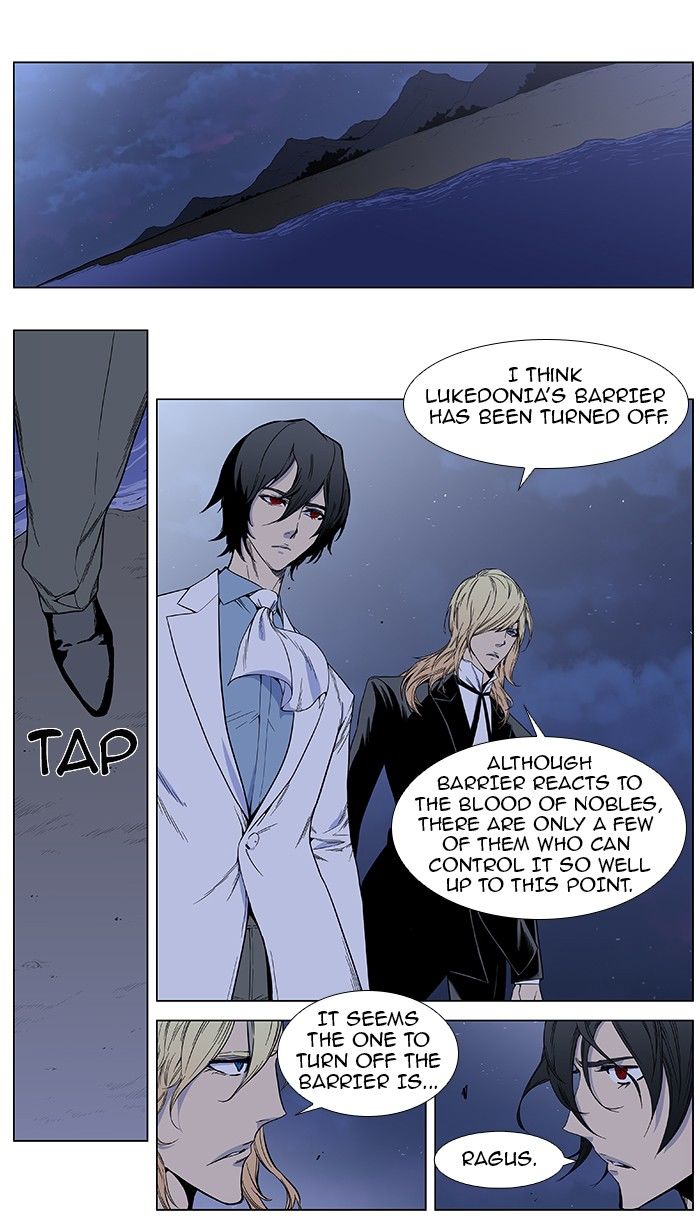 I THINK
LUKEDONIA'S BARRIER
HAS BEEN TURNED OFF.
TAP
ALTHOUGH
BARRIER REACTS TO
THE BLOOD OF NOBLES,
THERE ARE ONLY A FEW
OF THEM WHO CAN
CONTROL IT SO WELL
UP TO THIS POINT.
IT SEEMS
THE ONE TO
TURN OFF THE
BARRIER IS...
RAGUS.